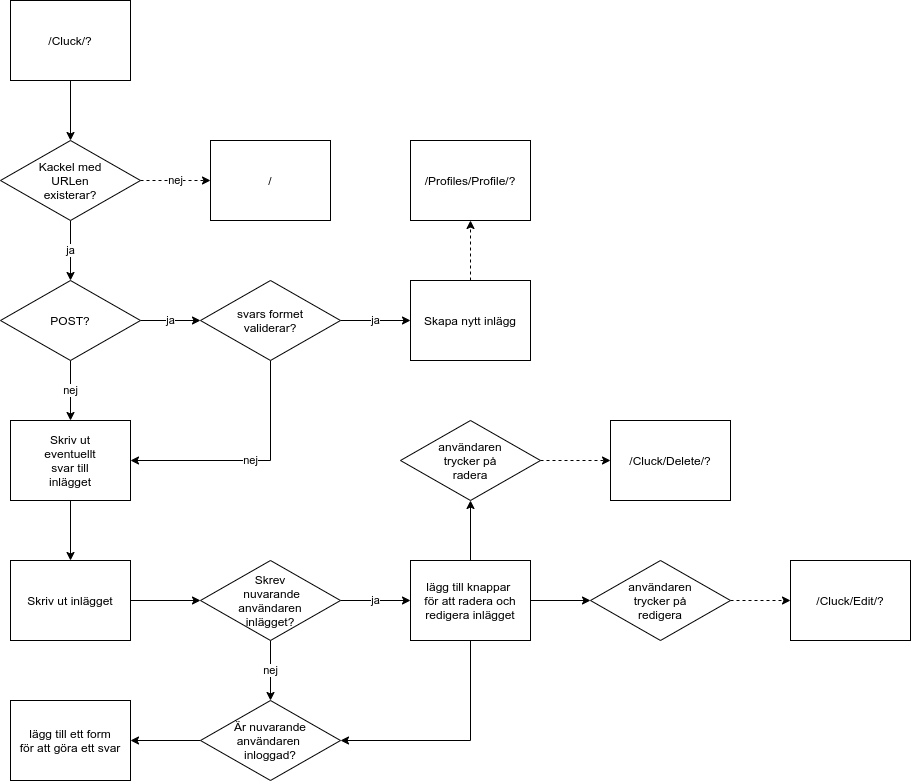 /Cluck/?
Kackel med
URLen
existerar?
nej
/
/Profiles/Profile/?
ja
POST?
ja
svars formet
validerar?
ja
Skapa nytt inlägg
nej
Skriv ut
eventuellt
svar till
inlägget
nej
användaren
trycker på
radera
/Cluck/Delete/?
Skriv ut inlägget
Skrev
nuvarande
användaren
inlägget?
ja
lägg till knappar
för att radera och
redigera inlägget
användaren
trycker på
redigera
/Cluck/Edit/?
nej
lägg till ett form
för att göra ett svar
Är nuvarande
användaren
inloggad?